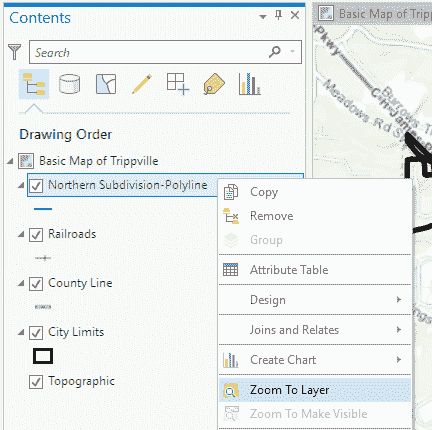 Contents
Basic Map of Tripp
Search
Drawing Order
Basic Map of Trippville
Northern Subdivision-Polyline
Railroads
County Line
City Limits
Topographic
Copy
Remove
Group
Attribute Table
Design
Joins and Relates
Create Chart
Zoom To Layer
Zoom To Make Visible
Pkwy
Meadows Rd
Burrows